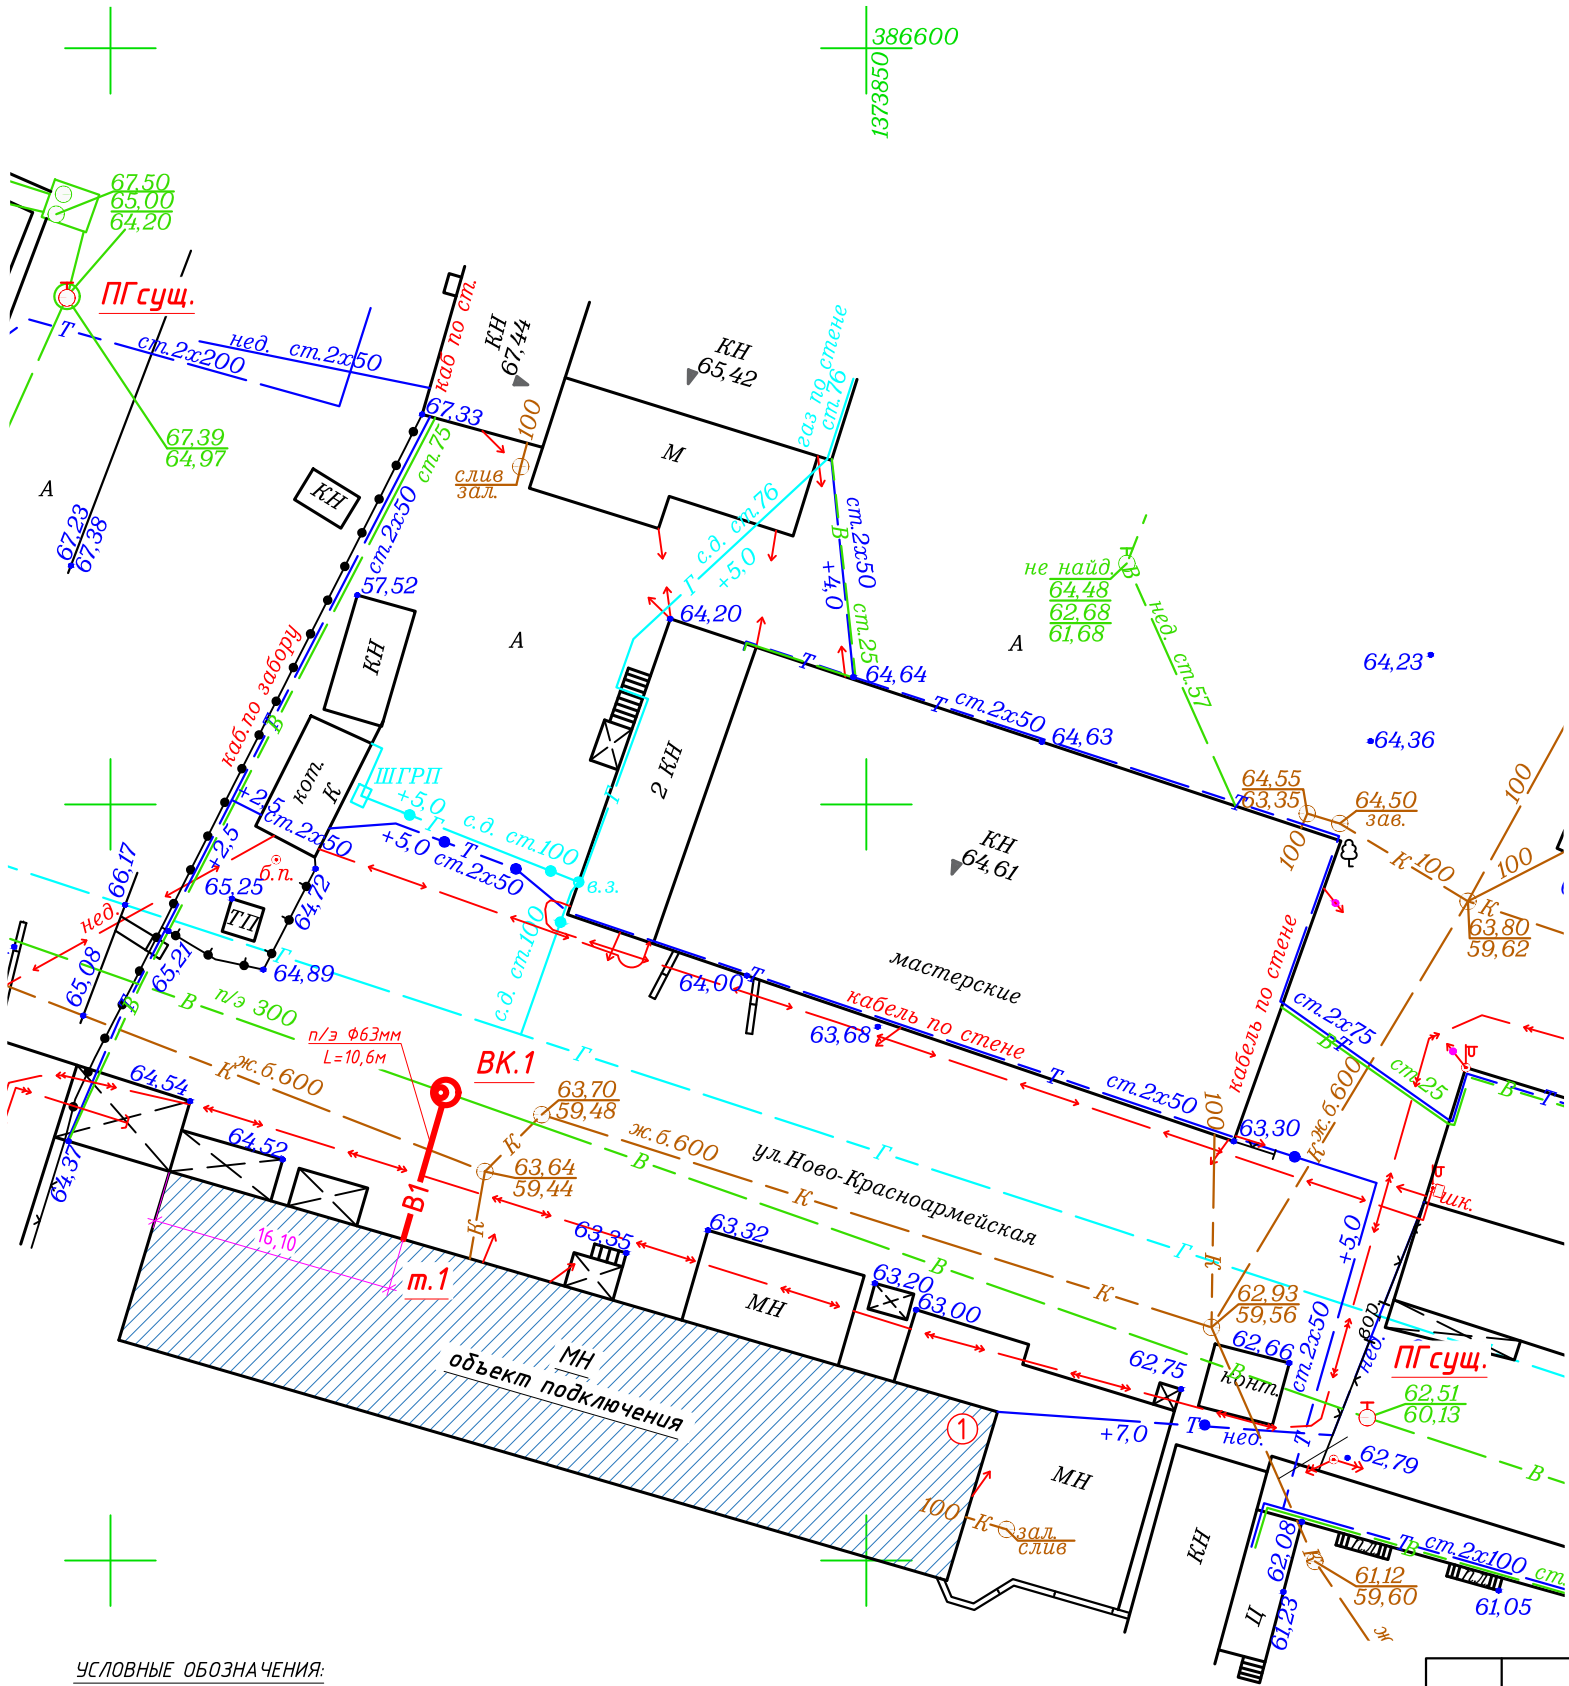 386600
1373850
67,50
65,00
64,20
ПГсущ.
Т
ст.2х200
нед. ст.2х50
каб по ст.
КН
67,44
КН
65,42
газ по стене
ст.76
67,33
100
ст.75
слив
зал.
М
67,39
64,97
А
КН
67,23
67,38
ст.2х50
57,52
с.д. ст.76
+5,0
Г
В
ст.2х50
+4,0
ст.25
не найд.
64,48
62,68
61,68
В
нед. ст.57
64,20
А
А
КН
каб.по забору
В
Т
64,64
64,23
Т
ст.2х50
64,63
64,36
кот.
К
ШГРП
+5,0
Г
с.д. ст.100
2 КН
Г
64,55
63,35
Т
64,50
зав.
100
100
К
100
100
+2,5
ст.2х50
+5,0
Т
ст.2х50
+2,5
б.п.
в.з.
КН
64,61
66,17
65,25
64,72
ТП
нед.
К
63,80
59,62
65,08
65,21
Г
64,89
с.д. ст.100
64,00
Т
мастерские
кабель по стене
кабель по стене
63,68
В
В
п/э 300
п/э Ф63мм
L=10,6м
ВК.1
Г
ст.2х75
Т
В
ст.25
В
Т
64,54
К
ж.б.600
63,70
59,48
Т
ст.2х50
100
63,30
ж.б.600
К
64,52
64,37
К
ж.б.600
В
63,64
59,44
ул.Ново-Красноармейская
Г
К
В1
К
шк.
16,10
63,35
63,32
Г
К
+5,0
т.1
63,20
63,00
В
К
62,93
59,56
МН
вор.
нед.
62,66
ст.2х50
ПГсущ.
МН
объект подключения
62,75
В
конт.
62,51
60,13
1
+7,0
Т
нед.
Т
62,79
В
МН
100
К
зал.
слив
КН
62,08
Т
ст.2х100
В
п.л
п.л
ст.
К
61,12
59,60
61,05
Ц
61,23
ж
УСЛОВНЫЕ ОБОЗНАЧЕНИЯ: